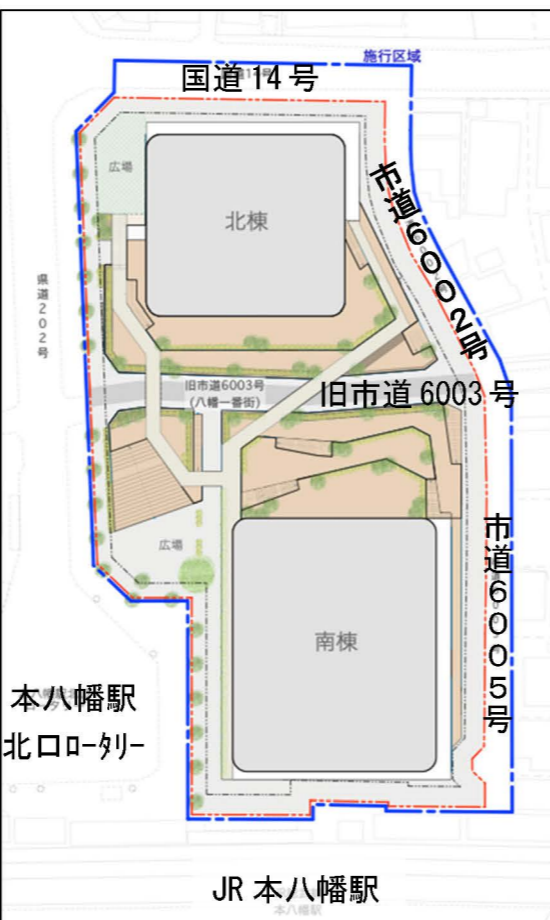 施行区域
国道14号
広場
北棟
市道6002号
県道202号
旧市道6003号
(八幡一番街)
旧市道6003号
広場
市道6005号
南棟
本八幡駅
北口ロータリー
JR本八幡駅
本八幡駅